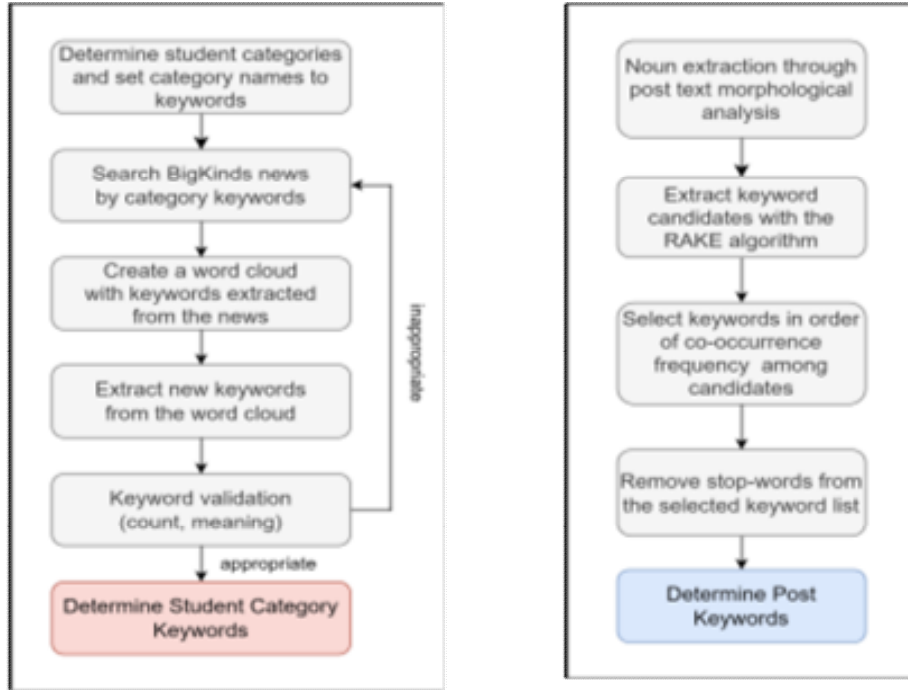 Determine student categories
and set category names to
keywords
Search BigKinds news
by category keywords
Create a word cloud
with keywords extracted
from the news
Extract new keywords
from the word cloud
Keyword validation
(count, meaning)
inappropriate
appropriate
Determine Student Category
Keywords
Noun extraction through
post text morphological
analysis
Extract keyword
candidates with the
RAKE algorithm
Select keywords in order
of co-occurrence
frequency among
candidates
Remove stop-words from
the selected keyword list
Determine Post
Keywords